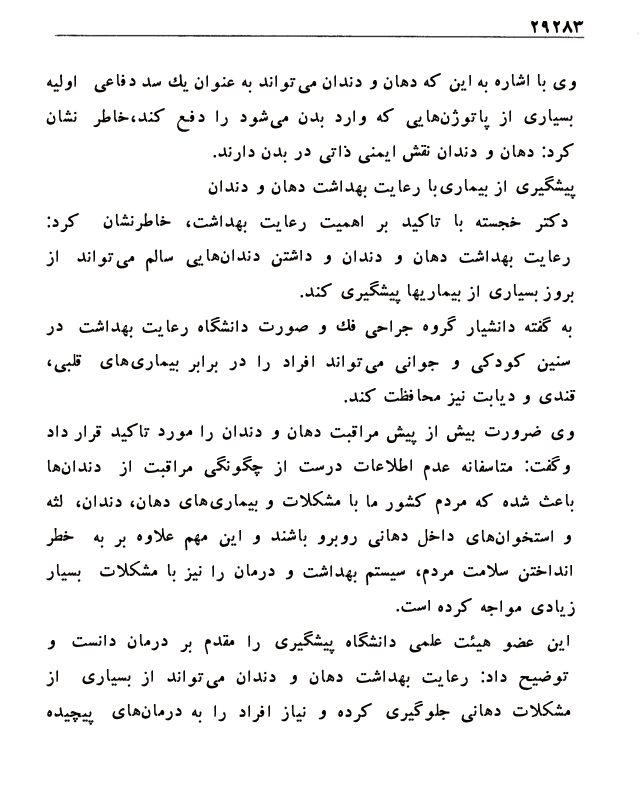 ۲۹۲۸۳
وی با اشاره به این که دهان و دندان می‌تواند به عنوان یك سد دفاعی اولیه
بسیاری از پاتوژن‌هایی که وارد بدن می‌شود را دفع کند،خاطر نشان
کرد: دهان و دندان نقش ایمنی ذاتی در بدن دارند.
پیشگیری از بیماری‌با رعایت بهداشت دهان و دندان
دکتر خجسته با تاکید بر اهمیت رعایت بهداشت، خاطرنشان کرد:
رعایت بهداشت دهان و دندان و داشتن دندان‌هایی سالم می‌تواند از
بروز بسیاری از بیماریها پیشگیری کند.
به گفته دانشیار گروه جراحی فك و صورت دانشگاه رعایت بهداشت در
سنین کودکی و جوانی می‌تواند افراد را در برابر بیماری‌های قلبی،
قندی و دیابت نیز محافظت کند.
وی ضرورت بیش از پیش مراقبت دهان و دندان را مورد تاکید قرار داد
وگفت: متاسفانه عدم اطلاعات درست از چگونگی مراقبت از دندان‌ها
باعث شده که مردم کشور ما با مشکلات و بیماری‌های دهان، دندان، لثه
و استخوان‌های داخل دهانی روبرو باشند و این مهم علاوه بر به خطر
انداختن سلامت مردم، سیستم بهداشت و درمان را نیز با مشکلات بسیار
زیادی مواجه کرده است.
این عضو هیئت علمی دانشگاه پیشگیری را مقدم بر درمان دانست و
توضیح داد: رعایت بهداشت دهان و دندان می‌تواند از بسیاری از
مشکلات دهانی جلوگیری کرده و نیاز افراد را به درمان‌های پیچیده